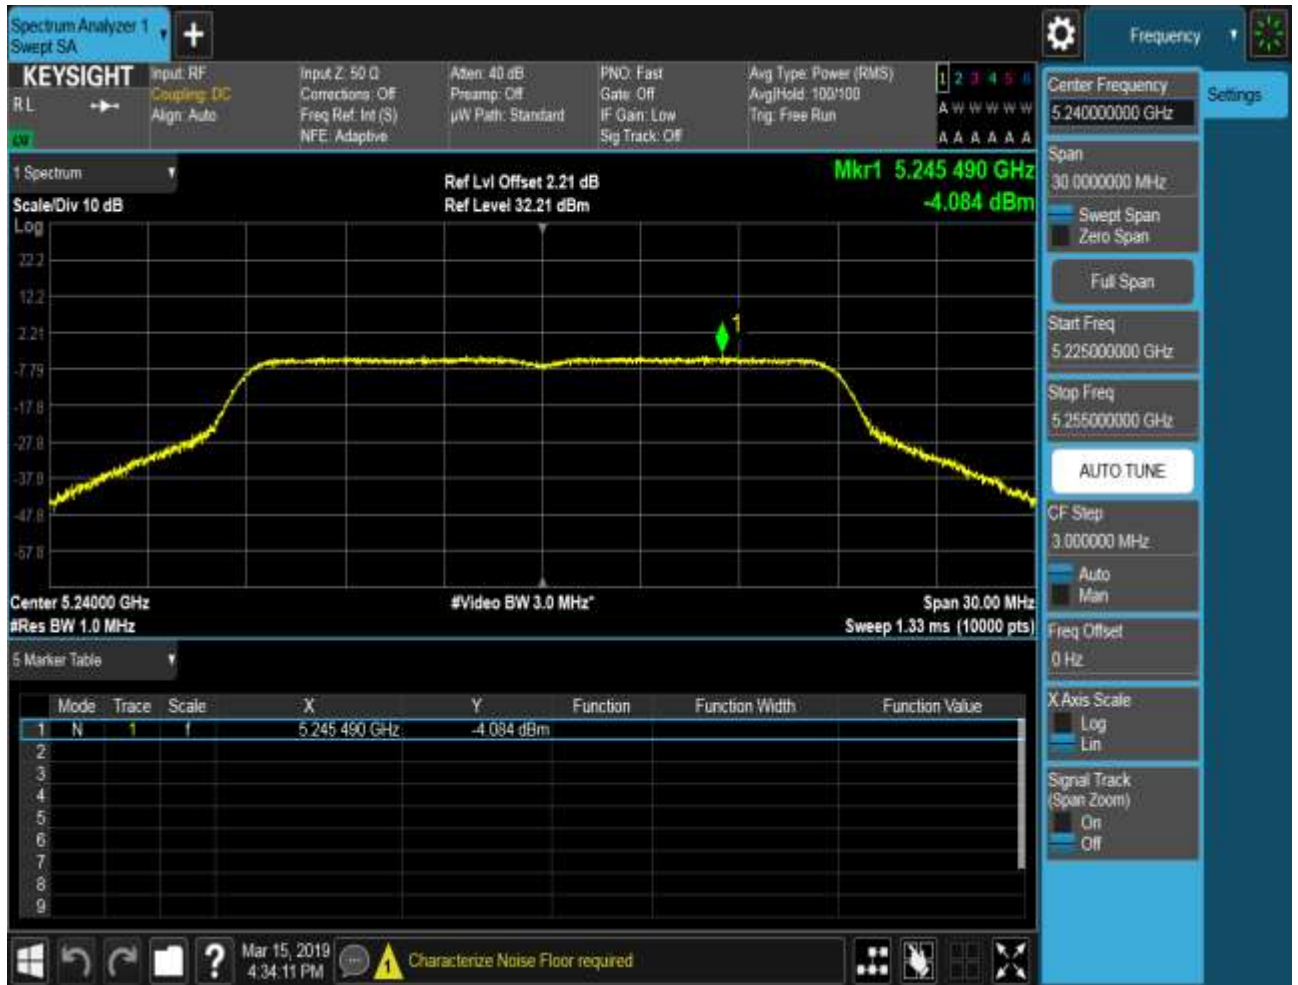 Spectrum Analyzer 1
Swept SA
+
Frequency
KEYSIGHT
RL
Input: RF
Coupling: DC
Align: Auto
Input Z: 50 Ω
Corrections: Off
Freq Ref: Int (S)
NFE: Adaptive
Atten: 40 dB
Preamp: Off
µW Path: Standard
PNO: Fast
Gate: Off
IF Gain: Low
Sig Track: Off
Avg Type: Power (RMS)
Avg|Hold: 100/100
Trig: Free Run
1 2 3 4 5 6
A W W W W W
A A A A A A
1 Spectrum
Scale/Div 10 dB
Ref Lvl Offset 2.21 dB
Ref Level 32.21 dBm
Mkr1 5.245 490 GHz
-4.084 dBm
Log
22.2
12.2
2.21
-7.79
-17.8
-27.8
-37.8
-47.8
-57.8
1
Center 5.24000 GHz
#Res BW 1.0 MHz
#Video BW 3.0 MHz*
Span 30.00 MHz
Sweep 1.33 ms (10000 pts)
5 Marker Table
Mode Trace Scale X Y Function Function Width Function Value
1 N 1 f 5.245 490 GHz -4.084 dBm
2
3
4
5
6
7
8
9
Center Frequency
5.240000000 GHz
Settings
Span
30.0000000 MHz
Swept Span
Zero Span
Full Span
Start Freq
5.225000000 GHz
Stop Freq
5.255000000 GHz
AUTO TUNE
CF Step
3.000000 MHz
Auto
Man
Freq Offset
0 Hz
X Axis Scale
Log
Lin
Signal Track
(Span Zoom)
On
Off
?
Mar 15, 2019
4:34:11 PM
1
Characterize Noise Floor required